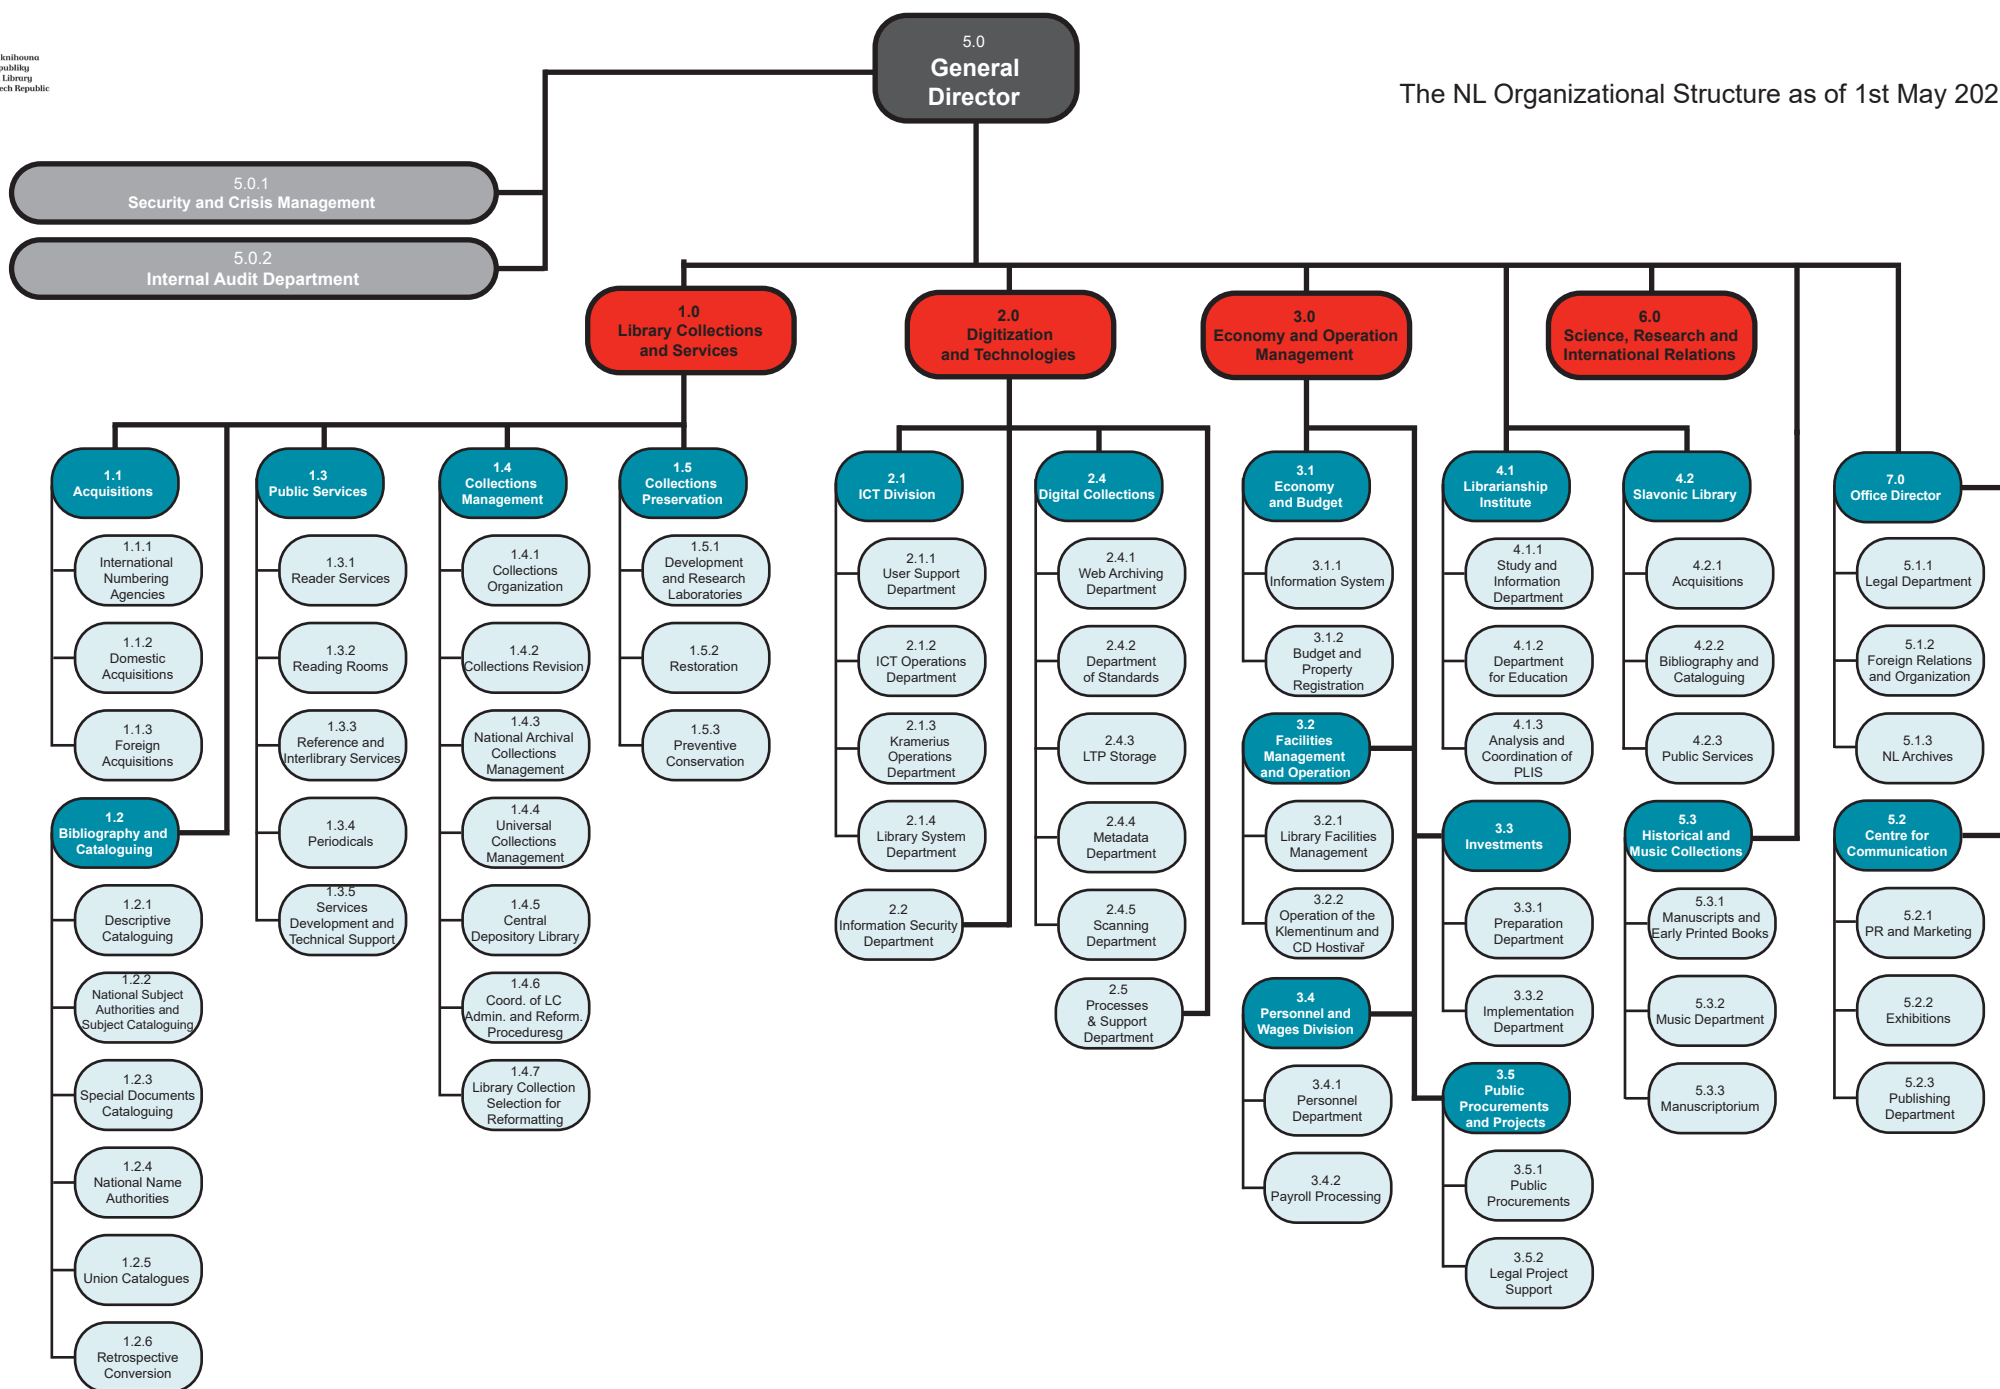 knihovna
publiky
Library
ech Republic
5.0
General
Director
The NL Organizational Structure as of 1st May 202
5.0.1
Security and Crisis Management
5.0.2
Internal Audit Department
1.0
Library Collections
and Services
2.0
Digitization
and Technologies
3.0
Economy and Operation
Management
6.0
Science, Research and
International Relations
1.1
Acquisitions
1.1.1
International
Numbering
Agencies
1.1.2
Domestic
Acquisitions
1.1.3
Foreign
Acquisitions
1.2
Bibliography and
Cataloguing
1.2.1
Descriptive
Cataloguing
1.2.2
National Subject
Authorities and
Subject Cataloguing
1.2.3
Special Documents
Cataloguing
1.2.4
National Name
Authorities
1.2.5
Union Catalogues
1.2.6
Retrospective
Conversion
1.3
Public Services
1.3.1
Reader Services
1.3.2
Reading Rooms
1.3.3
Reference and
Interlibrary Services
1.3.4
Periodicals
1.3.5
Services
Development and
Technical Support
1.4
Collections
Management
1.4.1
Collections
Organization
1.4.2
Collections Revision
1.4.3
National Archival
Collections
Management
1.4.4
Universal
Collections
Management
1.4.5
Central
Depository Library
1.4.6
Coord. of LC
Admin. and Reform.
Proceduresg
1.4.7
Library Collection
Selection for
Reformatting
1.5
Collections
Preservation
1.5.1
Development
and Research
Laboratories
1.5.2
Restoration
1.5.3
Preventive
Conservation
2.1
ICT Division
2.1.1
User Support
Department
2.1.2
ICT Operations
Department
2.1.3
Kramerius
Operations
Department
2.1.4
Library System
Department
2.2
Information Security
Department
2.4
Digital Collections
2.4.1
Web Archiving
Department
2.4.2
Department
of Standards
2.4.3
LTP Storage
2.4.4
Metadata
Department
2.4.5
Scanning
Department
2.5
Processes
& Support
Department
3.1
Economy
and Budget
3.1.1
Information System
3.1.2
Budget and
Property
Registration
3.2
Facilities
Management
and Operation
3.2.1
Library Facilities
Management
3.2.2
Operation of the
Klementinum and
CD Hostivař
3.4
Personnel and
Wages Division
3.4.1
Personnel
Department
3.4.2
Payroll Processing
4.1
Librarianship
Institute
4.1.1
Study and
Information
Department
4.1.2
Department
for Education
4.1.3
Analysis and
Coordination of
PLIS
3.3
Investments
3.3.1
Preparation
Department
3.3.2
Implementation
Department
3.5
Public
Procurements
and Projects
3.5.1
Public
Procurements
3.5.2
Legal Project
Support
4.2
Slavonic Library
4.2.1
Acquisitions
4.2.2
Bibliography and
Cataloguing
4.2.3
Public Services
5.3
Historical and
Music Collections
5.3.1
Manuscripts and
Early Printed Books
5.3.2
Music Department
5.3.3
Manuscriptorium
7.0
Office Director
5.1.1
Legal Department
5.1.2
Foreign Relations
and Organization
5.1.3
NL Archives
5.2
Centre for
Communication
5.2.1
PR and Marketing
5.2.2
Exhibitions
5.2.3
Publishing
Department